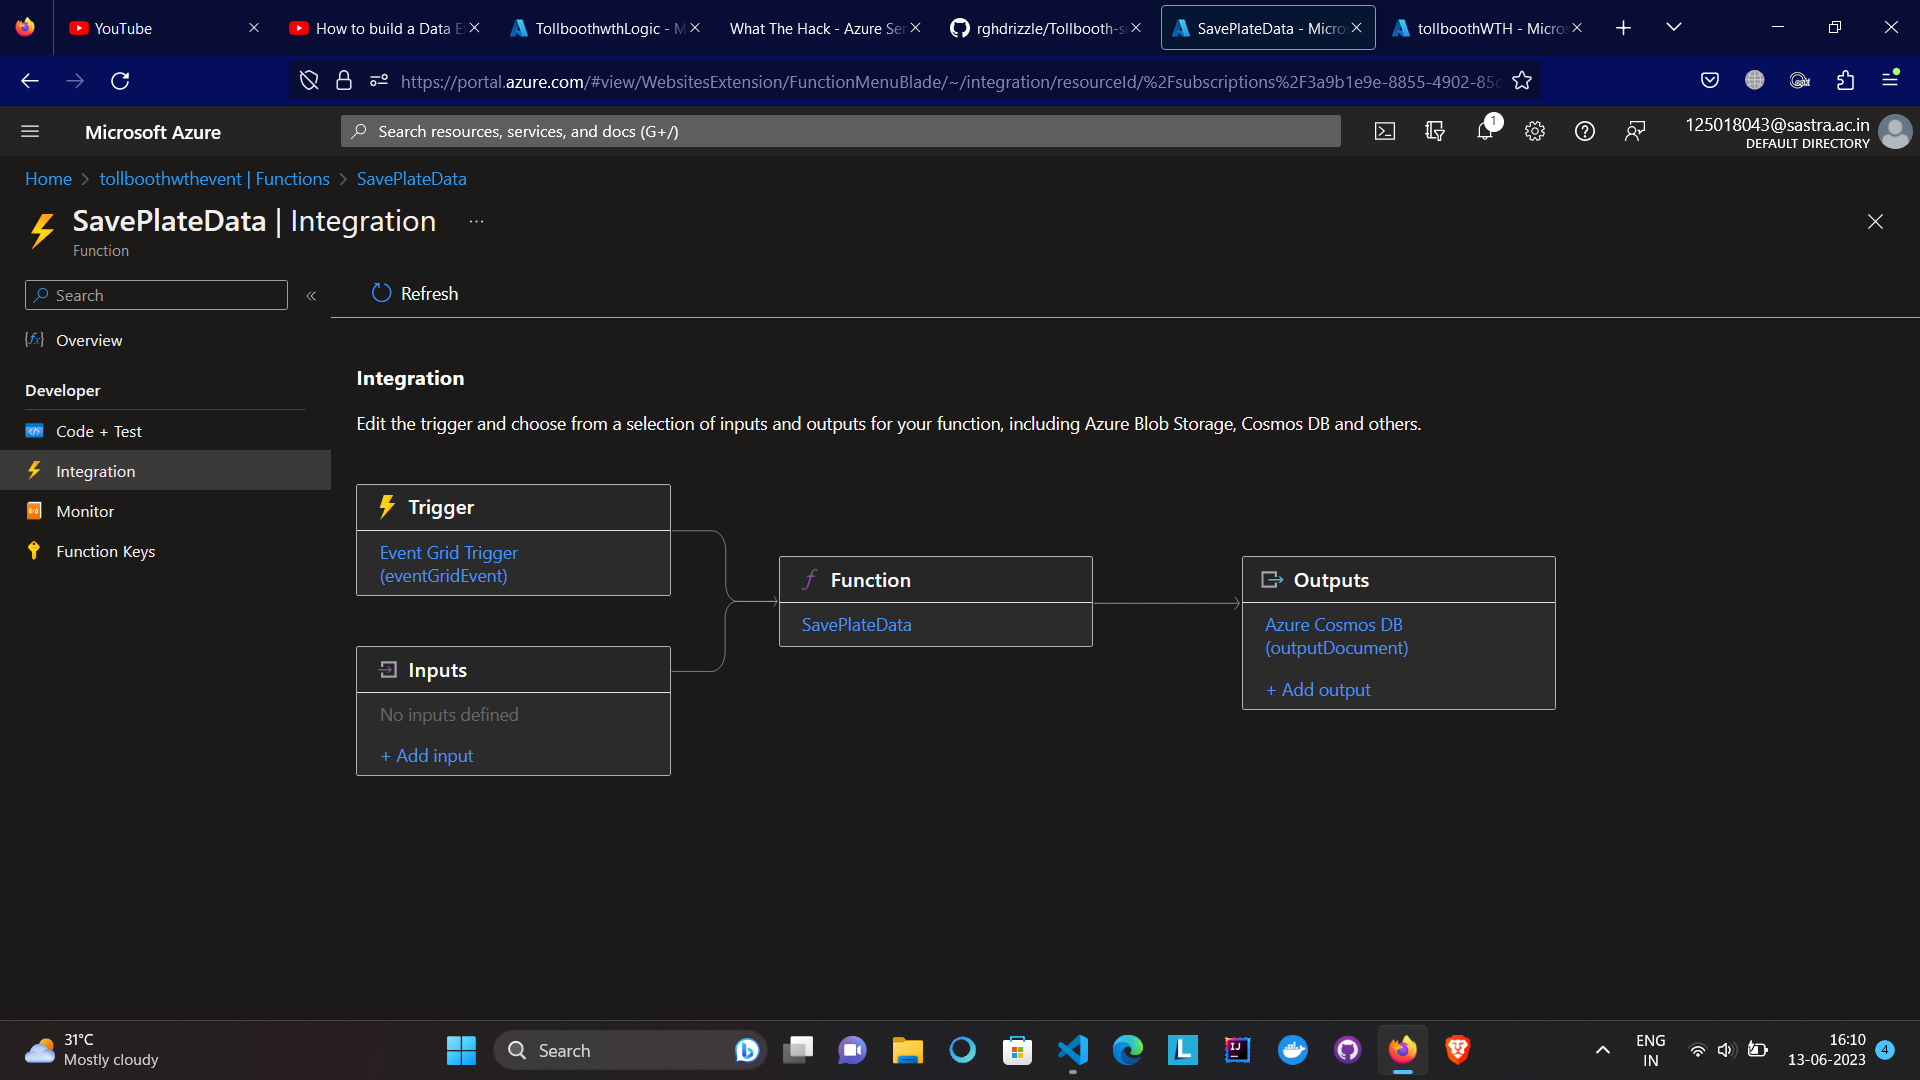 YouTube
How to build a Data E
TollboothwthLogic - M
What The Hack - Azure Ser
rghdrizzle/Tollbooth-s
SavePlateData - Micro
tollboothWTH - Micros
https://portal.azure.com/#view/WebsitesExtension/FunctionMenuBlade/~/integration/resourceId/%2Fsubscriptions%2F3a9b1e9e-8855-4902-85c
Microsoft Azure
Search resources, services, and docs (G+/)
1
125018043@sastra.ac.in
DEFAULT DIRECTORY
Home
tollboothwthevent | Functions
SavePlateData
SavePlateData | Integration
...
Function
Search
«
Refresh
Overview
Developer
Code + Test
Integration
Monitor
Function Keys
Integration
Edit the trigger and choose from a selection of inputs and outputs for your function, including Azure Blob Storage, Cosmos DB and others.
Trigger
Event Grid Trigger
(eventGridEvent)
Inputs
No inputs defined
+ Add input
Function
SavePlateData
Outputs
Azure Cosmos DB
(outputDocument)
+ Add output
31°C
Mostly cloudy
Search
L
IJ
ENG
IN
16:10
13-06-2023
4